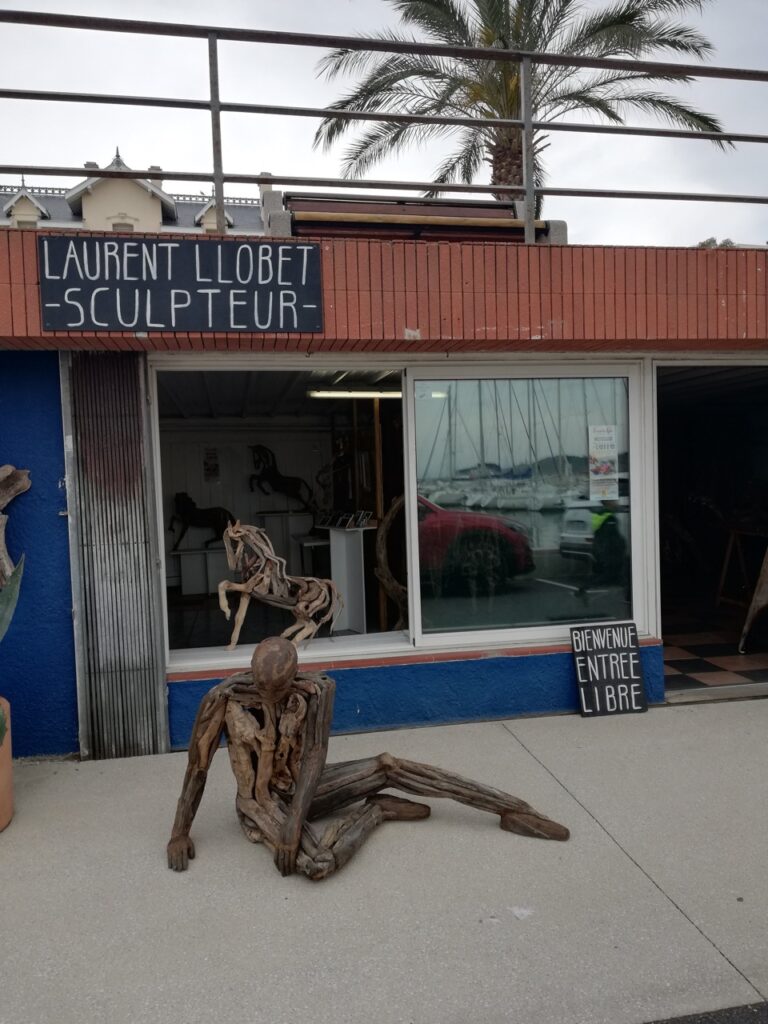 LAURENT LLOBET
-SCULPTEUR-
BIENVENUE
ENTREE
LIBRE